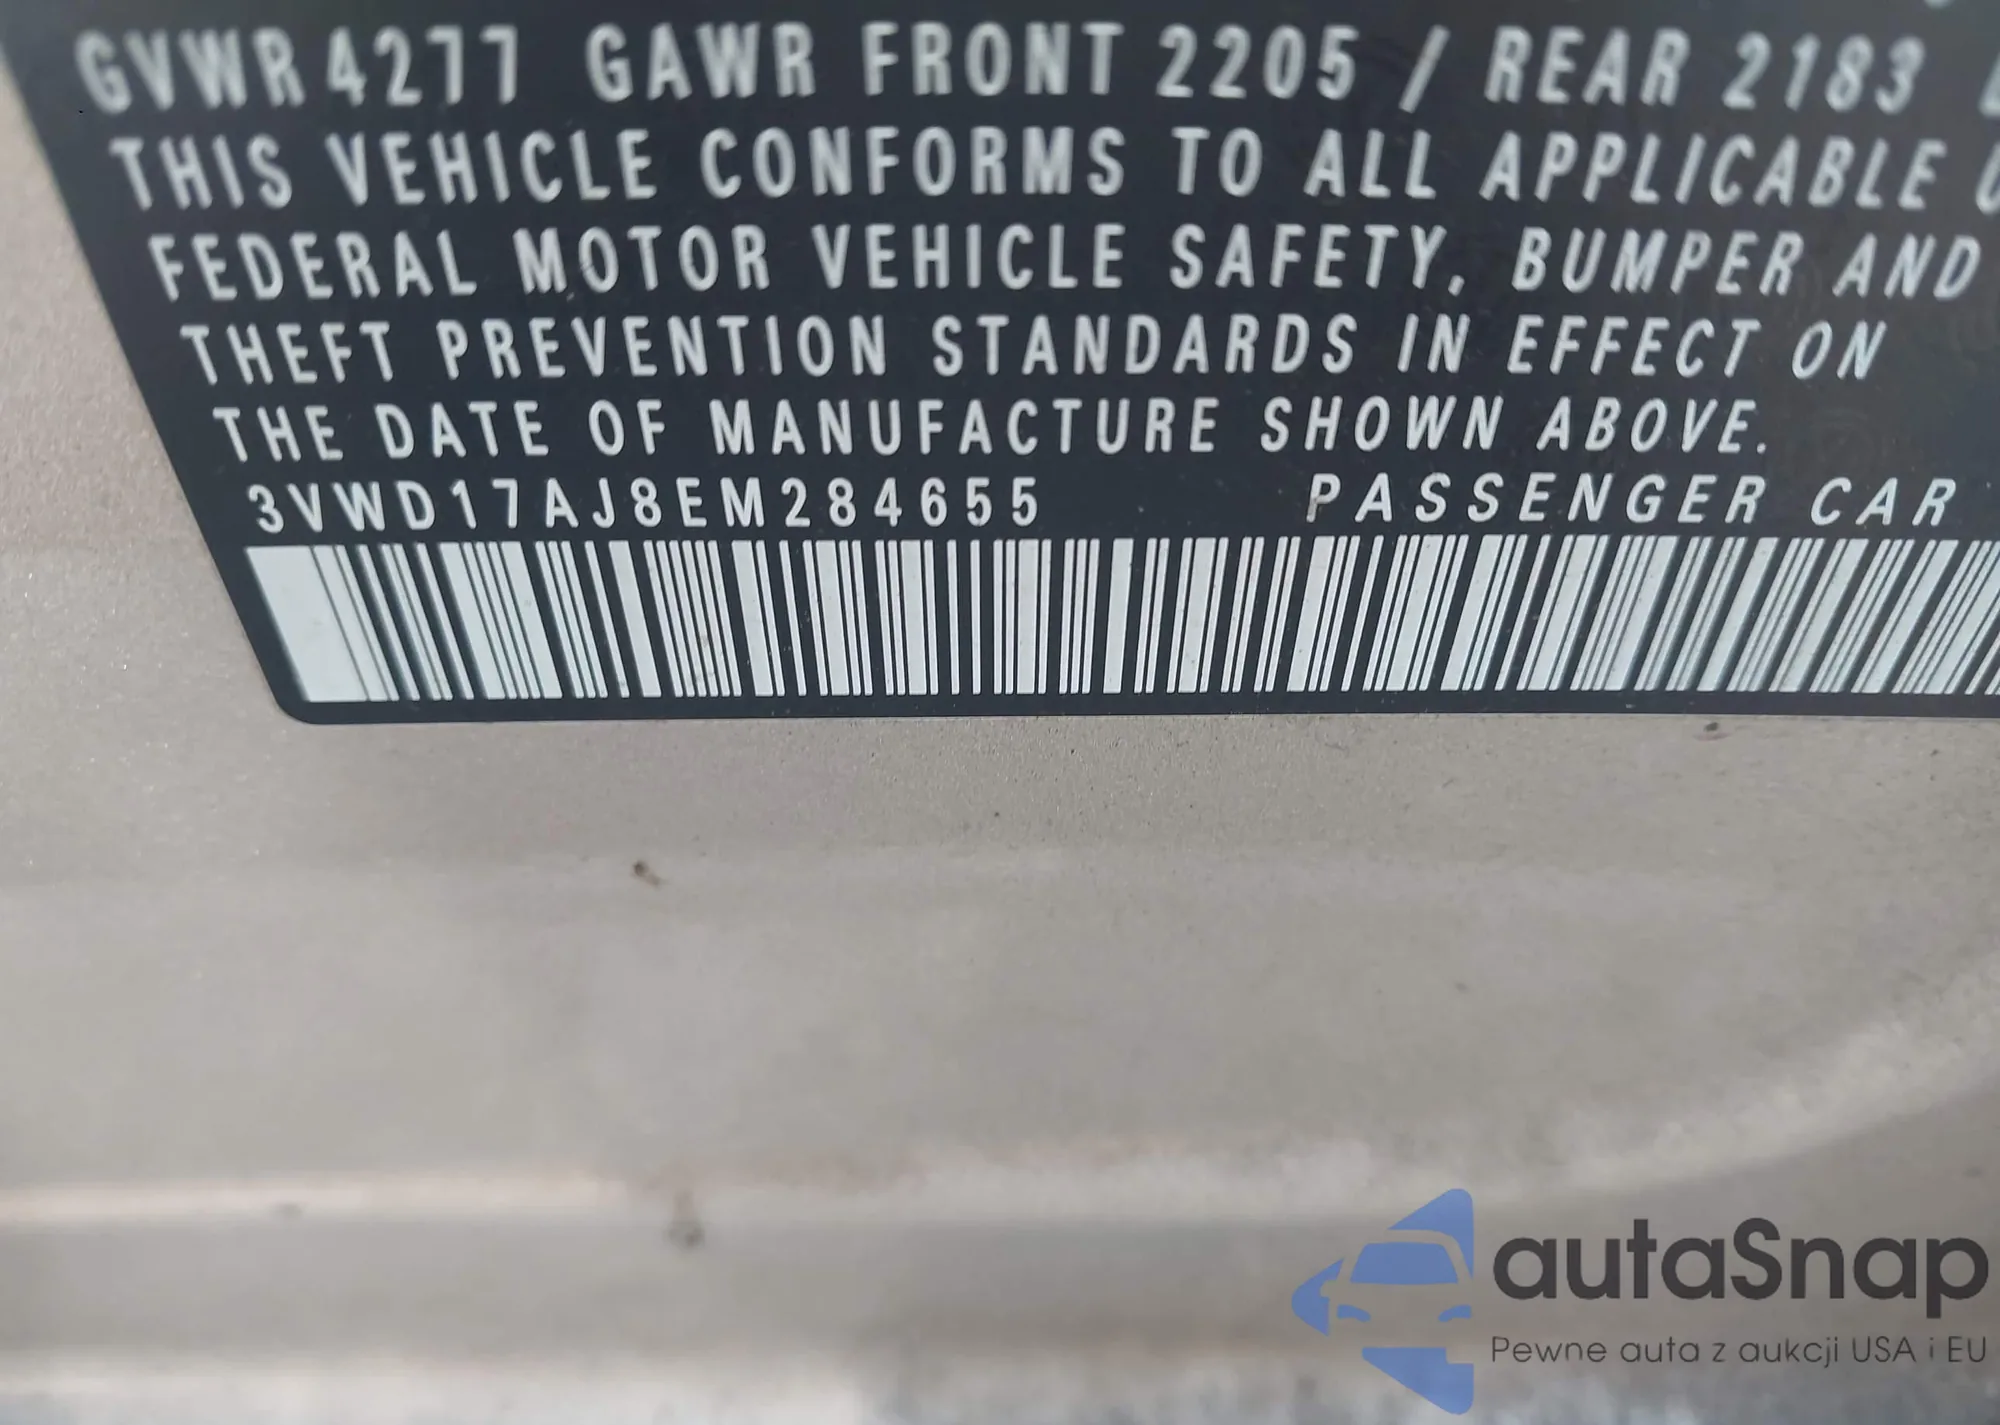 GVWR 4277 GAWR FRONT 2205 / REAR 2183
THIS VEHICLE CONFORMS TO ALL APPLICABLE
FEDERAL MOTOR VEHICLE SAFETY, BUMPER AND
THEFT PREVENTION STANDARDS IN EFFECT ON
THE DATE OF MANUFACTURE SHOWN ABOVE.
3VWD17AJ8EM284655 PASSENGER CAR
autaSnap
Pewne auta z aukcji USA i EU